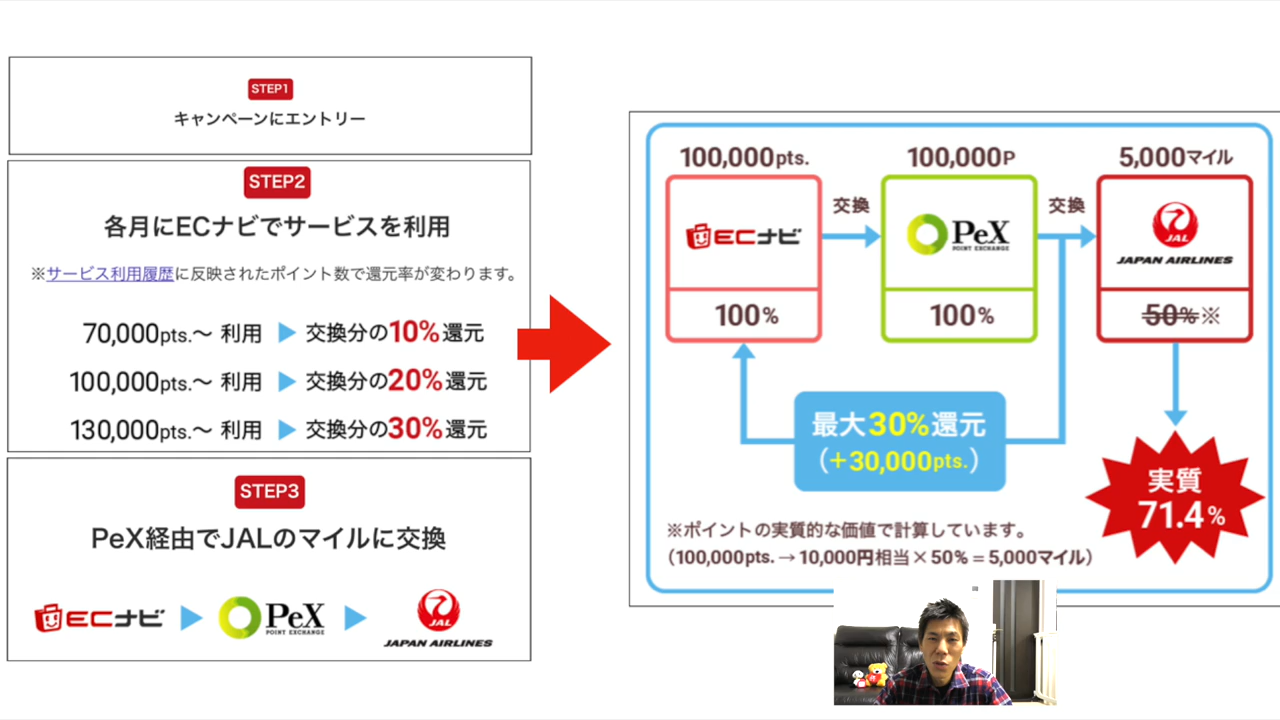 STEP1
キャンペーンにエントリー
STEP2
各月にECナビでサービスを利用
※サービス利用履歴に反映されたポイント数で還元率が変わります。
70,000pts.～ 利用 ▶ 交換分の10%還元
100,000pts.～ 利用 ▶ 交換分の20%還元
130,000pts.～ 利用 ▶ 交換分の30%還元
STEP3
PeX経由でJALのマイルに交換
ECナビ ▶ PeX POINT EXCHANGE ▶ JAL JAPAN AIRLINES
100,000pts.
ECナビ
100%
交換
100,000P
PeX
POINT EXCHANGE
100%
交換
5,000マイル
JAL
JAPAN AIRLINES
50%※
最大30%還元
(+30,000pts.)
実質
71.4%
※ポイントの実質的な価値で計算しています。
(100,000pts.→10,000円相当×50%=5,000マイル)